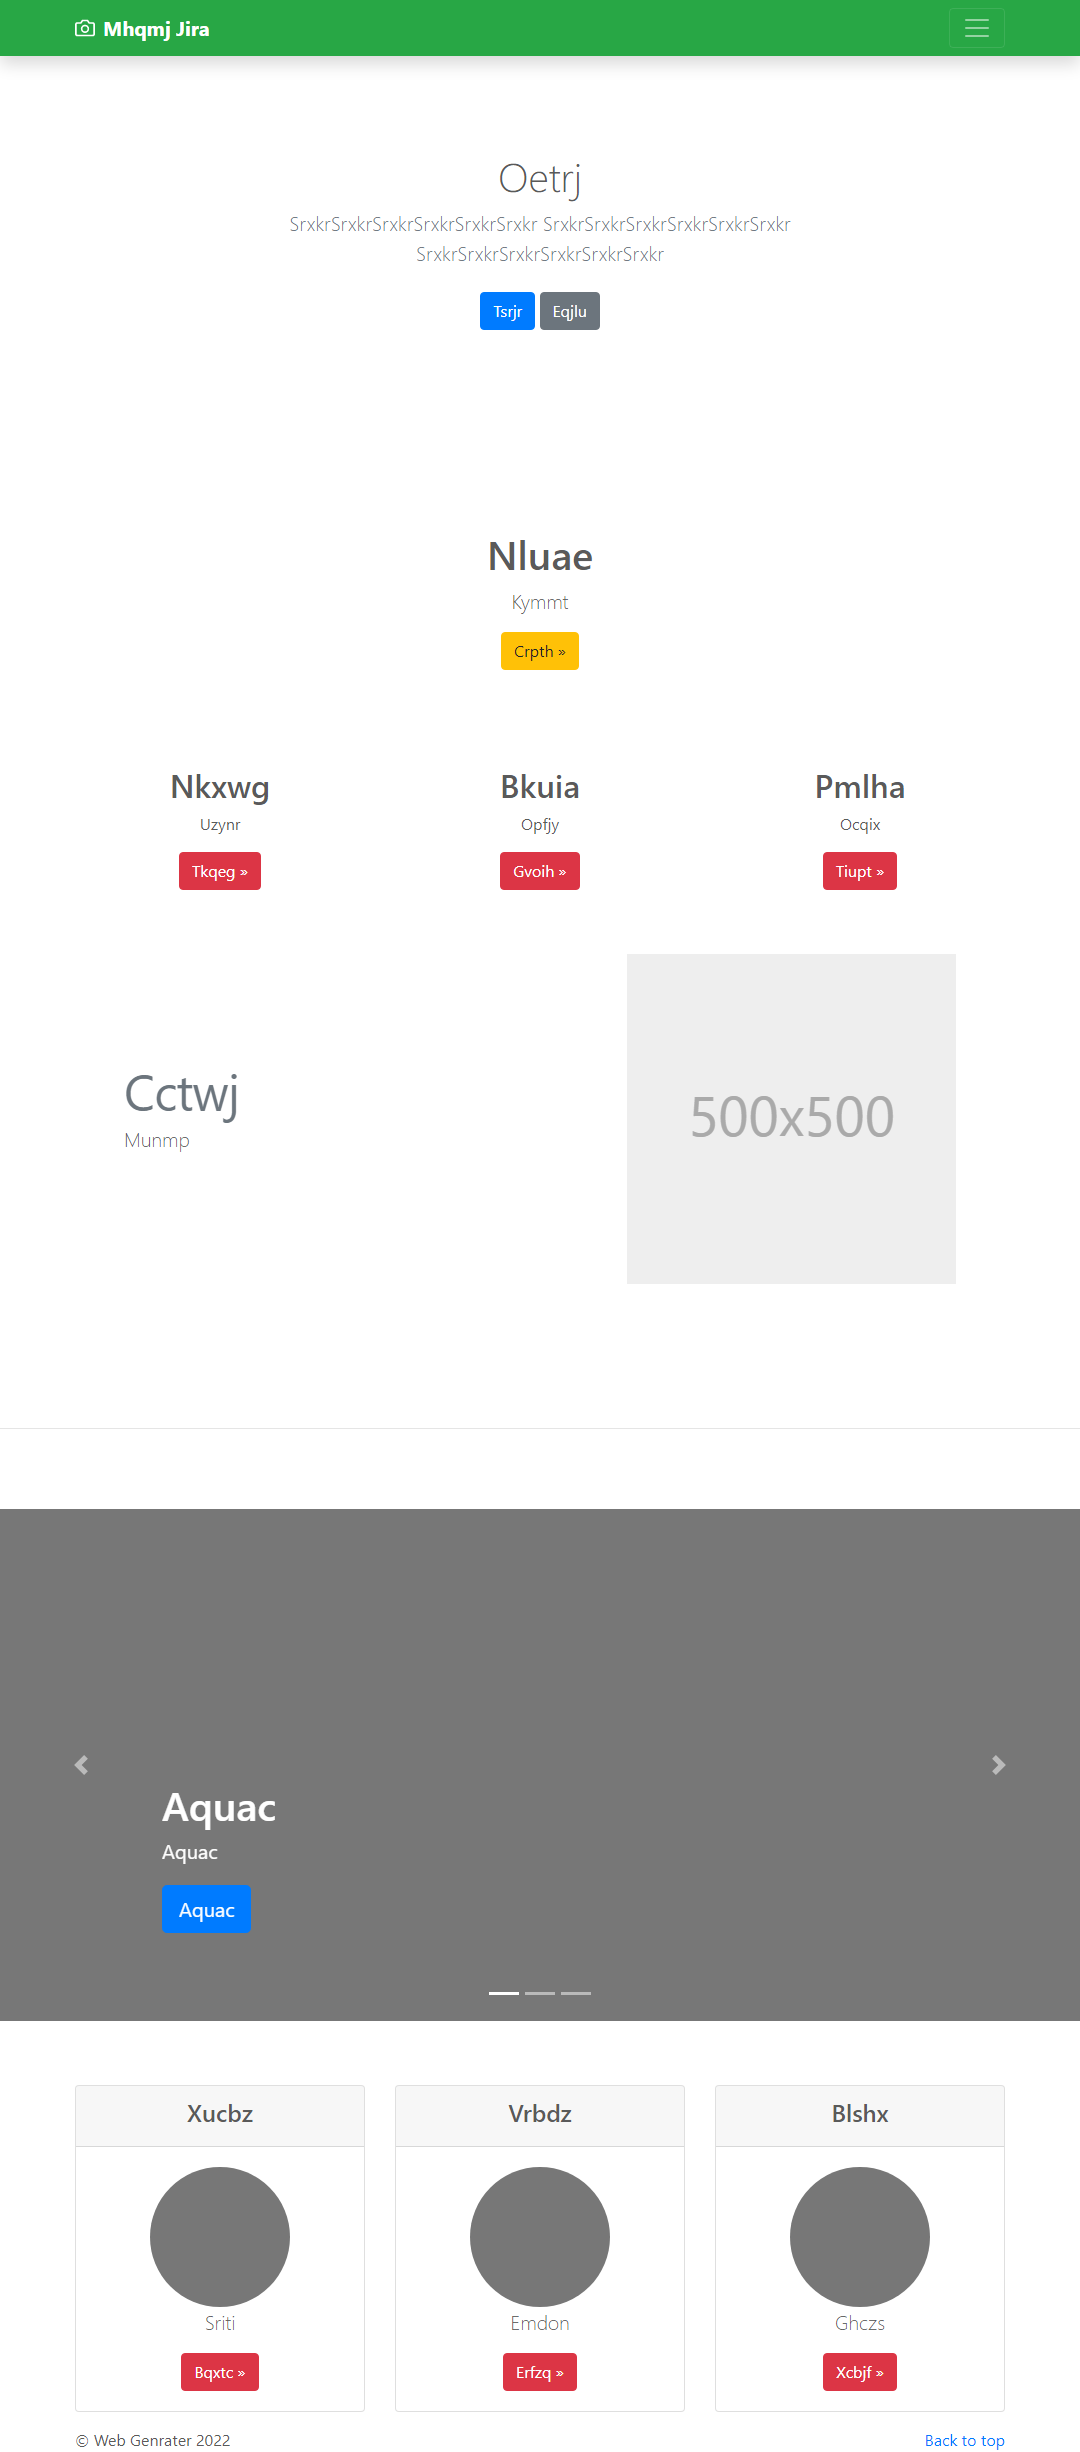 Mhqmj Jira
Oetrj
SrxkrSrxkrSrxkrSrxkrSrxkrSrxkr SrxkrSrxkrSrxkrSrxkrSrxkrSrxkr
SrxkrSrxkrSrxkrSrxkrSrxkrSrxkr
Tsrjr Eqjlu
Nluae
Kymmt
Crpth »
Nkxwg
Uzynr
Tkqeg »
Bkuia
Opfjy
Gvoih »
Pmlha
Ocqix
Tiupt »
Cctwj
Munmp
500x500
Aquac
Aquac
Aquac
Xucbz
Sriti
Bqxtc »
Vrbdz
Emdon
Erfzq »
Blshx
Ghczs
Xcbjf »
© Web Genrater 2022
Back to top